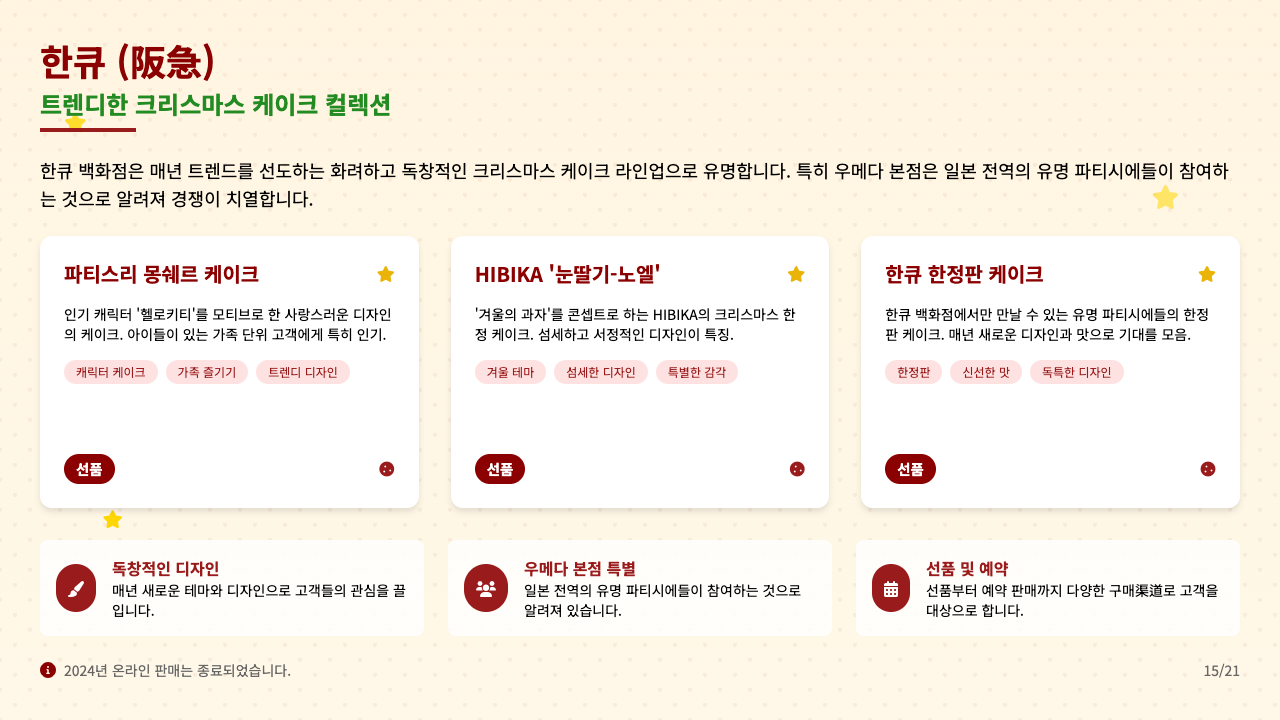 한큐 (阪急)
트렌디한 크리스마스 케이크 컬렉션
한큐 백화점은 매년 트렌드를 선도하는 화려하고 독창적인 크리스마스 케이크 라인업으로 유명합니다. 특히 우메다 본점은 일본 전역의 유명 파티시에들이 참여하
는 것으로 알려져 경쟁이 치열합니다.
파티스리 몽쉐르 케이크
인기 캐릭터 '헬로키티'를 모티브로 한 사랑스러운 디자인
의 케이크. 아이들이 있는 가족 단위 고객에게 특히 인기.
캐릭터 케이크 가족 즐기기 트렌디 디자인
선품
HIBIKA '눈딸기-노엘'
'겨울의 과자'를 콘셉트로 하는 HIBIKA의 크리스마스 한
정 케이크. 섬세하고 서정적인 디자인이 특징.
겨울 테마 섬세한 디자인 특별한 감각
선품
한큐 한정판 케이크
한큐 백화점에서만 만날 수 있는 유명 파티시에들의 한정
판 케이크. 매년 새로운 디자인과 맛으로 기대를 모음.
한정판 신선한 맛 독특한 디자인
선품
독창적인 디자인
매년 새로운 테마와 디자인으로 고객들의 관심을 끌
입니다.
우메다 본점 특별
일본 전역의 유명 파티시에들이 참여하는 것으로
알려져 있습니다.
선품 및 예약
선품부터 예약 판매까지 다양한 구매渠道로 고객을
대상으로 합니다.
2024년 온라인 판매는 종료되었습니다.
15/21